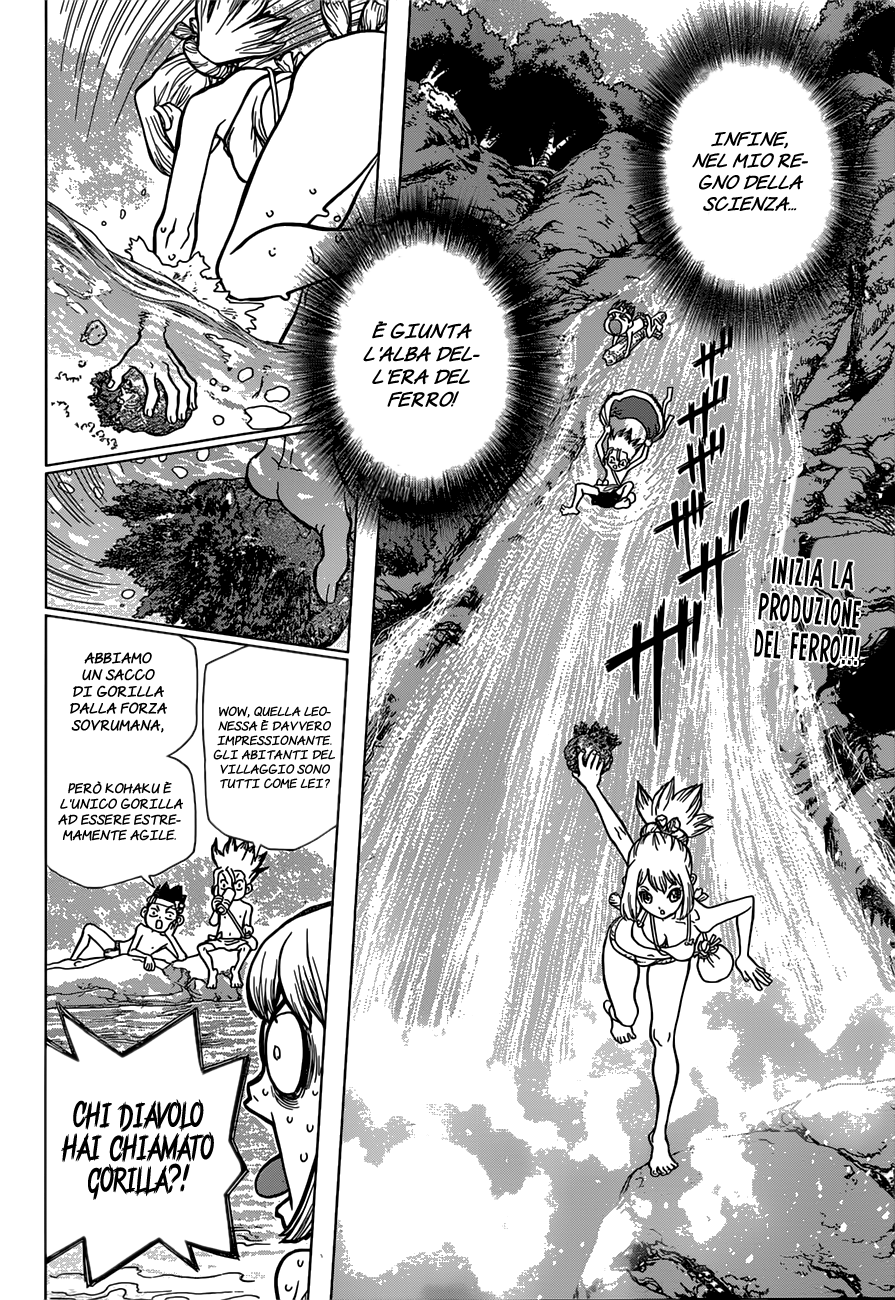 INFINE,
NEL MIO RE-
GNO DELLA
SCIENZA...
È GIUNTA
L'ALBA DEL-
L'ERA DEL
FERRO!
INIZIA LA
PRODUZIONE
DEL FERRO!!!
WOW, QUELLA LEO-
NESSA È DAVVERO
IMPRESSIONANTE.
GLI ABITANTI DEL
VILLAGGIO SONO
TUTTI COME LEI?
ABBIAMO
UN SACCO
DI GORILLA
DALLA FORZA
SOVRUMANA,
PERÒ KOHAKU È
L'UNICO GORILLA
AD ESSERE ESTRE-
MAMENTE AGILE.
CHI DIAVOLO
HAI CHIAMATO
GORILLA?!